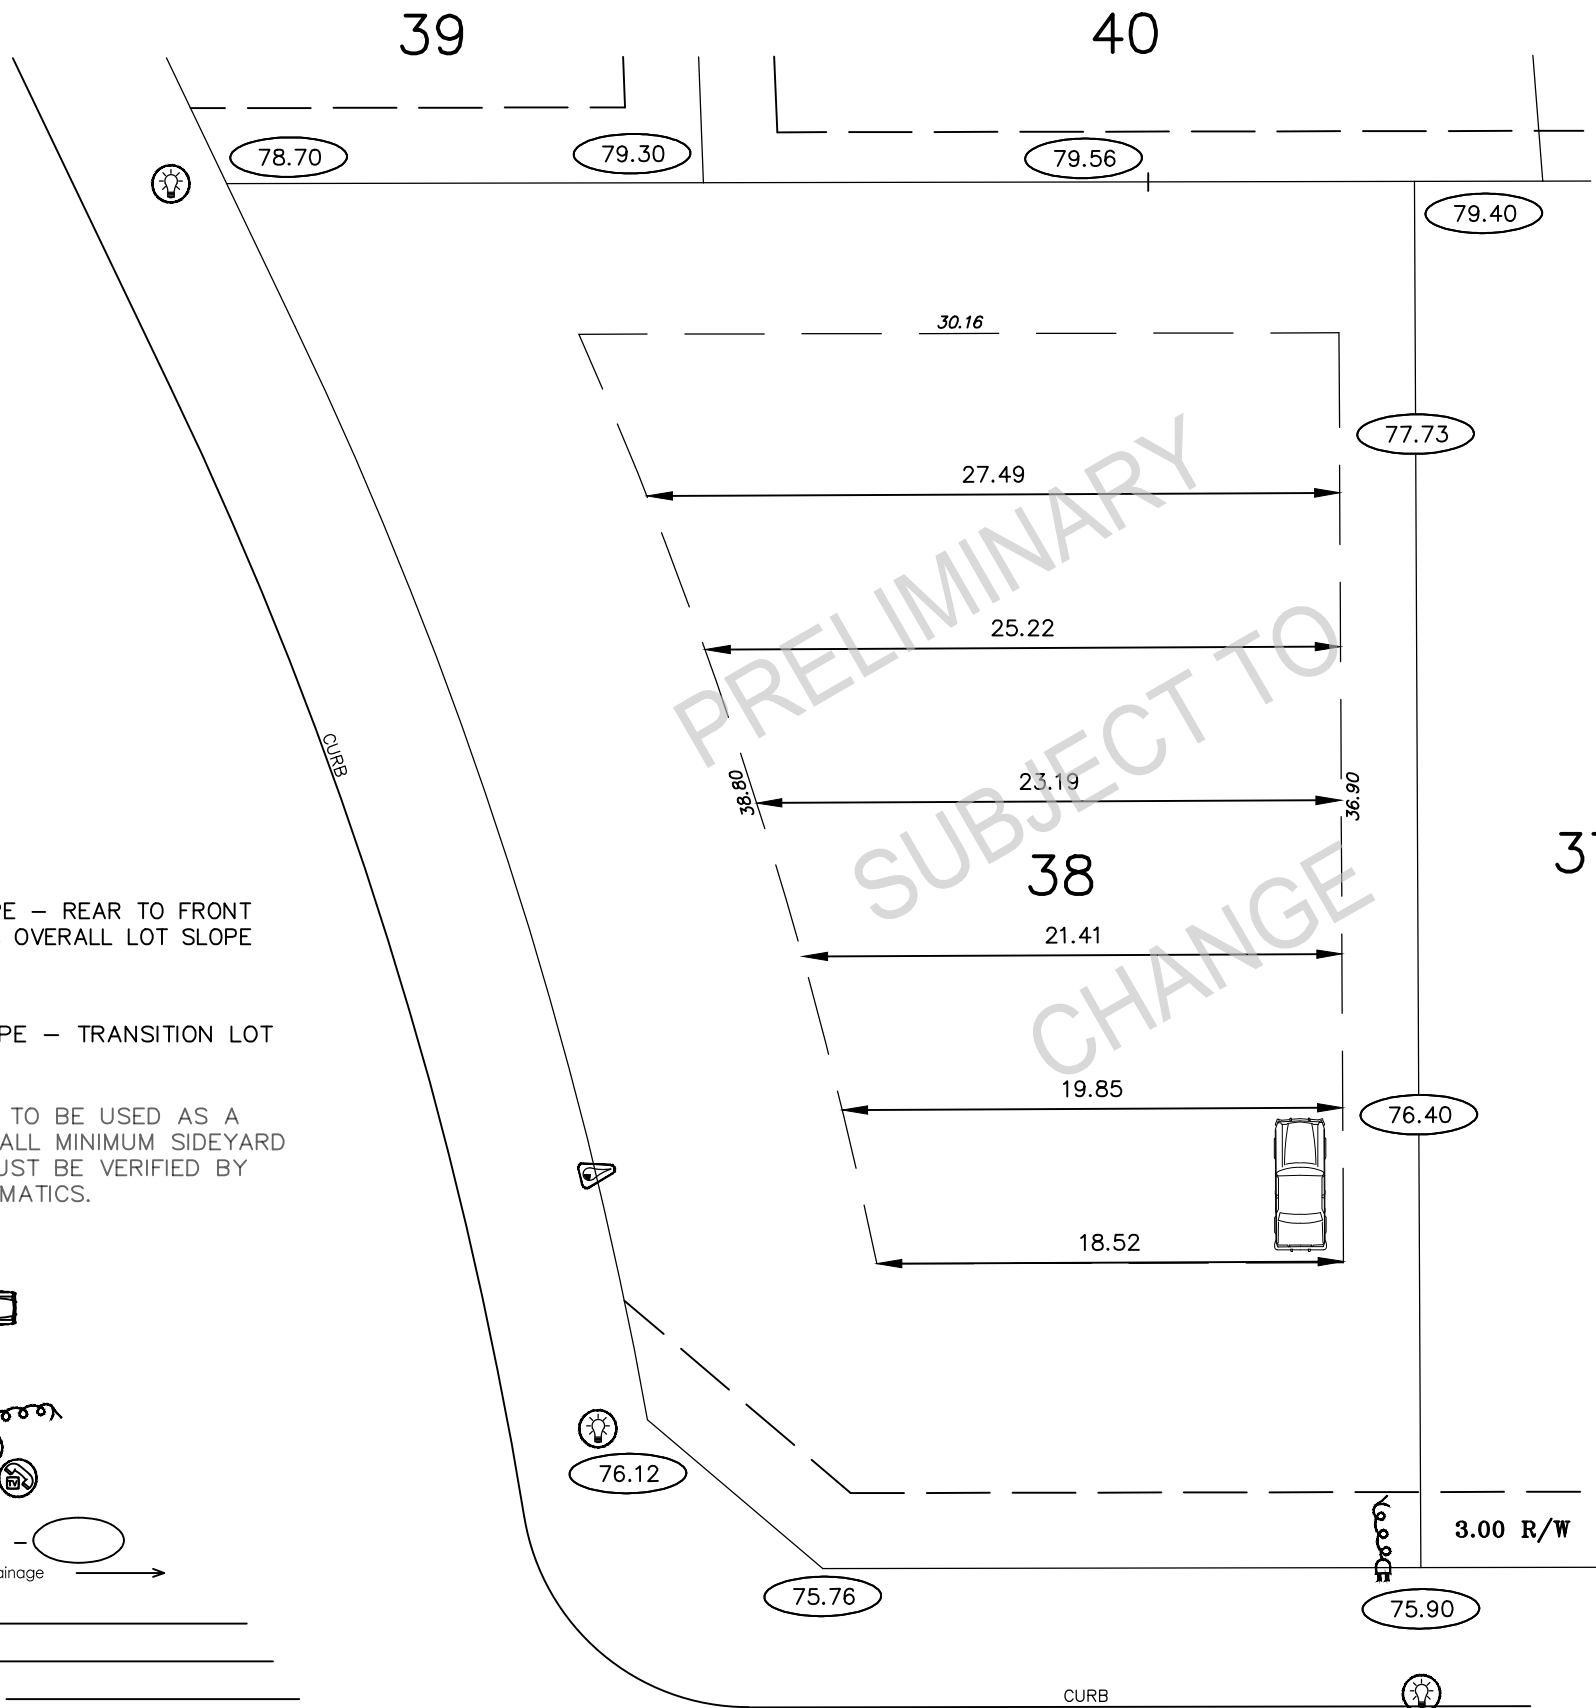 39
40
78.70
79.30
79.56
79.40
30.16
77.73
27.49
PRELIMINARY
25.22
SUBJECT TO
CURB
38.80
23.19
36.90
38
CHANGE
PE – REAR TO FRONT
OVERALL LOT SLOPE
21.41
PE – TRANSITION LOT
19.85
76.40
TO BE USED AS A
ALL MINIMUM SIDEYARD
UST BE VERIFIED BY
MATICS.
18.52
76.12
TV
3.00 R/W
ainage
75.76
75.90
CURB